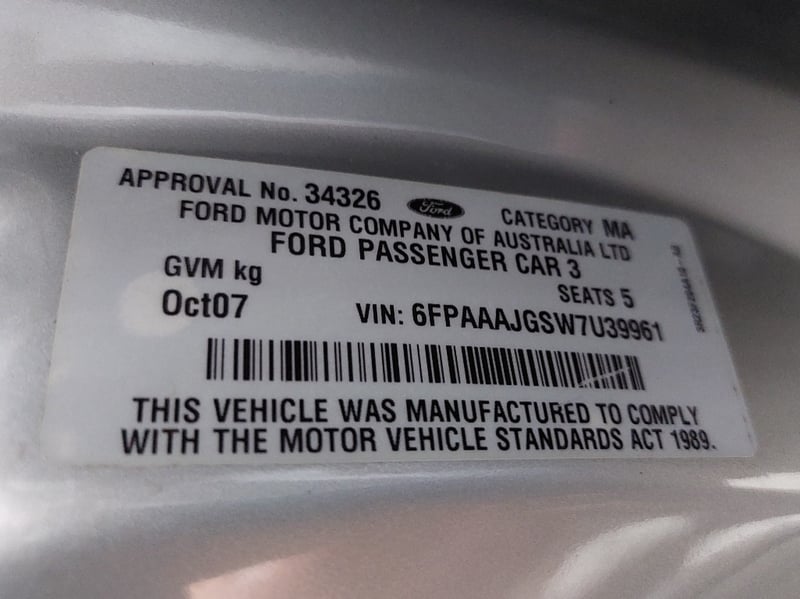 APPROVAL No. 34326 Ford CATEGORY MA
FORD MOTOR COMPANY OF AUSTRALIA LTD
FORD PASSENGER CAR 3
GVM kg SEATS 5
Oct07 VIN: 6FPAAAJGSW7U39961
THIS VEHICLE WAS MANUFACTURED TO COMPLY
WITH THE MOTOR VEHICLE STANDARDS ACT 1989.